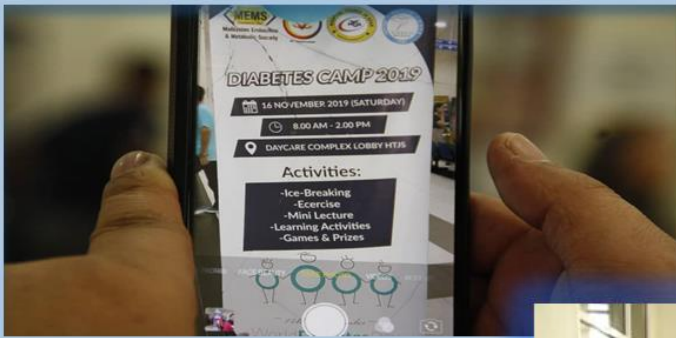 MEMS
Malaysian Endocrine
& Metabolic Society
DIABETES CAMP 2019
16 NOVEMBER 2019 (SATURDAY)
8.00 AM - 2.00 PM
DAYCARE COMPLEX LOBBY HTJS
Activities:
-Ice-Breaking
-Ecercise
-Mini Lecture
-Learning Activities
-Games & Prizes